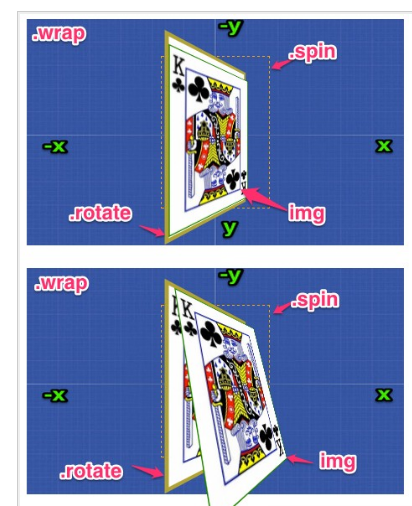 .wrap
-y
.spin
K
-x
x
K
.rotate
y
img
.wrap
-y
.spin
K
K
-x
x
K
.rotate
img